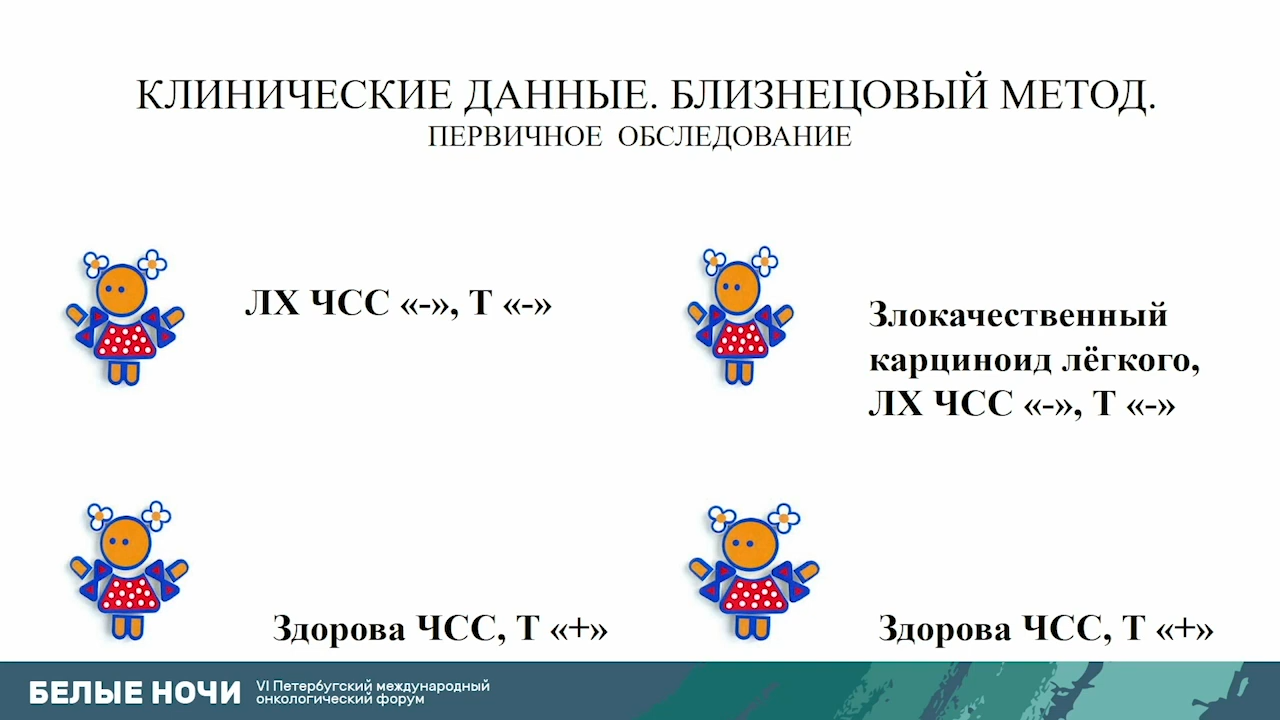 КЛИНИЧЕСКИЕ ДАННЫЕ. БЛИЗНЕЦОВЫЙ МЕТОД.
ПЕРВИЧНОЕ ОБСЛЕДОВАНИЕ
ЛХ ЧСС «-», Т «-»
Злокачественный
карциноид лёгкого,
ЛХ ЧСС «-», Т «-»
Здорова ЧСС, Т «+»
Здорова ЧСС, Т «+»
БЕЛЫЕ НОЧИ
VI Петербугский международный
онкологический форум